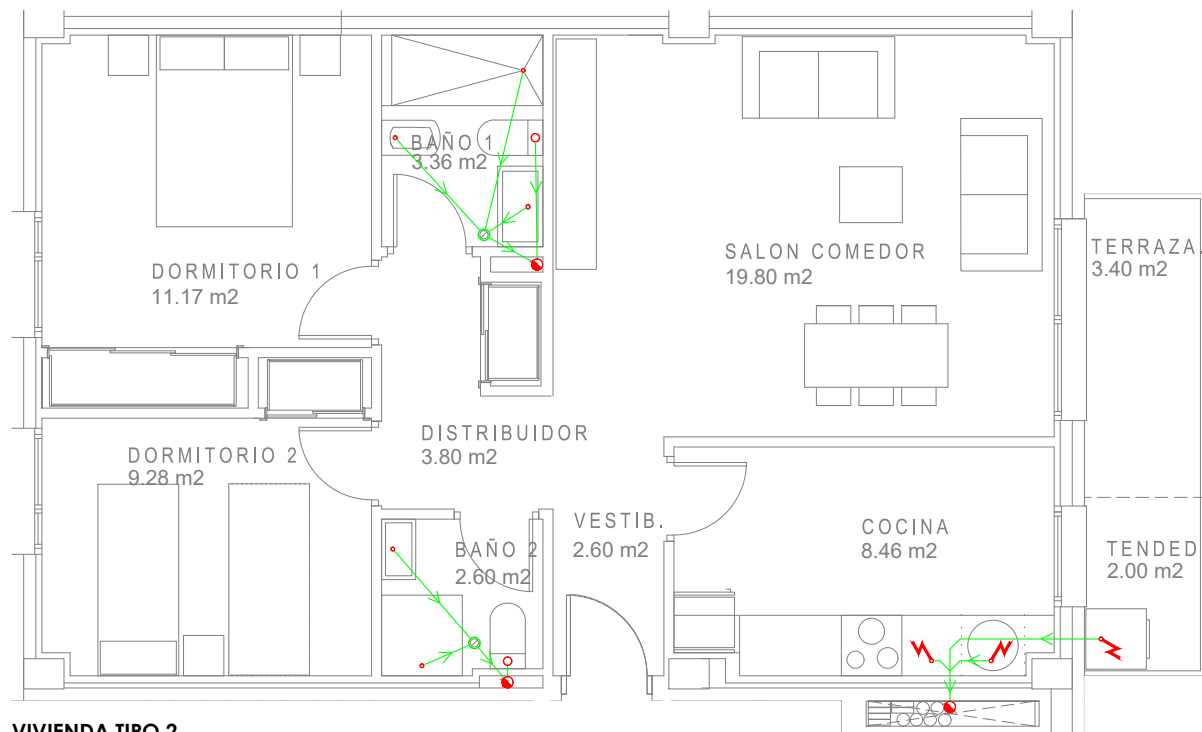 BAÑO 1
3.36 m2
SALON COMEDOR
19.80 m2
TERRAZA.
3.40 m2
DORMITORIO 1
11.17 m2
DISTRIBUIDOR
3.80 m2
DORMITORIO 2
9.28 m2
VESTIB.
2.60 m2
COCINA
8.46 m2
BAÑO 2
2.60 m2
TENDED
2.00 m2
VIVIENDA TIPO 2